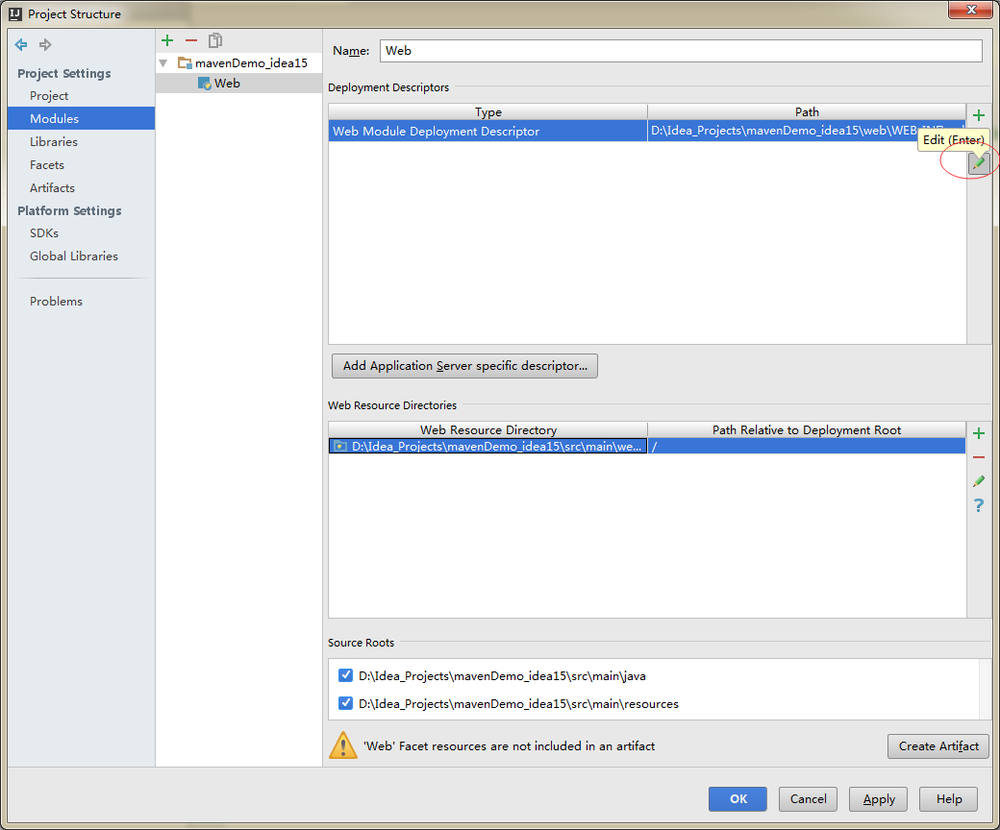 Project Structure
Project Settings
Project
Modules
Libraries
Facets
Artifacts
Platform Settings
SDKs
Global Libraries
Problems
mavenDemo_idea15
Web
Name: Web
Deployment Descriptors
Type Path
Web Module Deployment Descriptor D:\Idea_Projects\mavenDemo_idea15\web\WEB-INF
Edit (Enter)
Add Application Server specific descriptor...
Web Resource Directories
Web Resource Directory Path Relative to Deployment Root
D:\Idea_Projects\mavenDemo_idea15\src\main\we... /
Source Roots
D:\Idea_Projects\mavenDemo_idea15\src\main\java
D:\Idea_Projects\mavenDemo_idea15\src\main\resources
'Web' Facet resources are not included in an artifact
Create Artifact
OK Cancel Apply Help